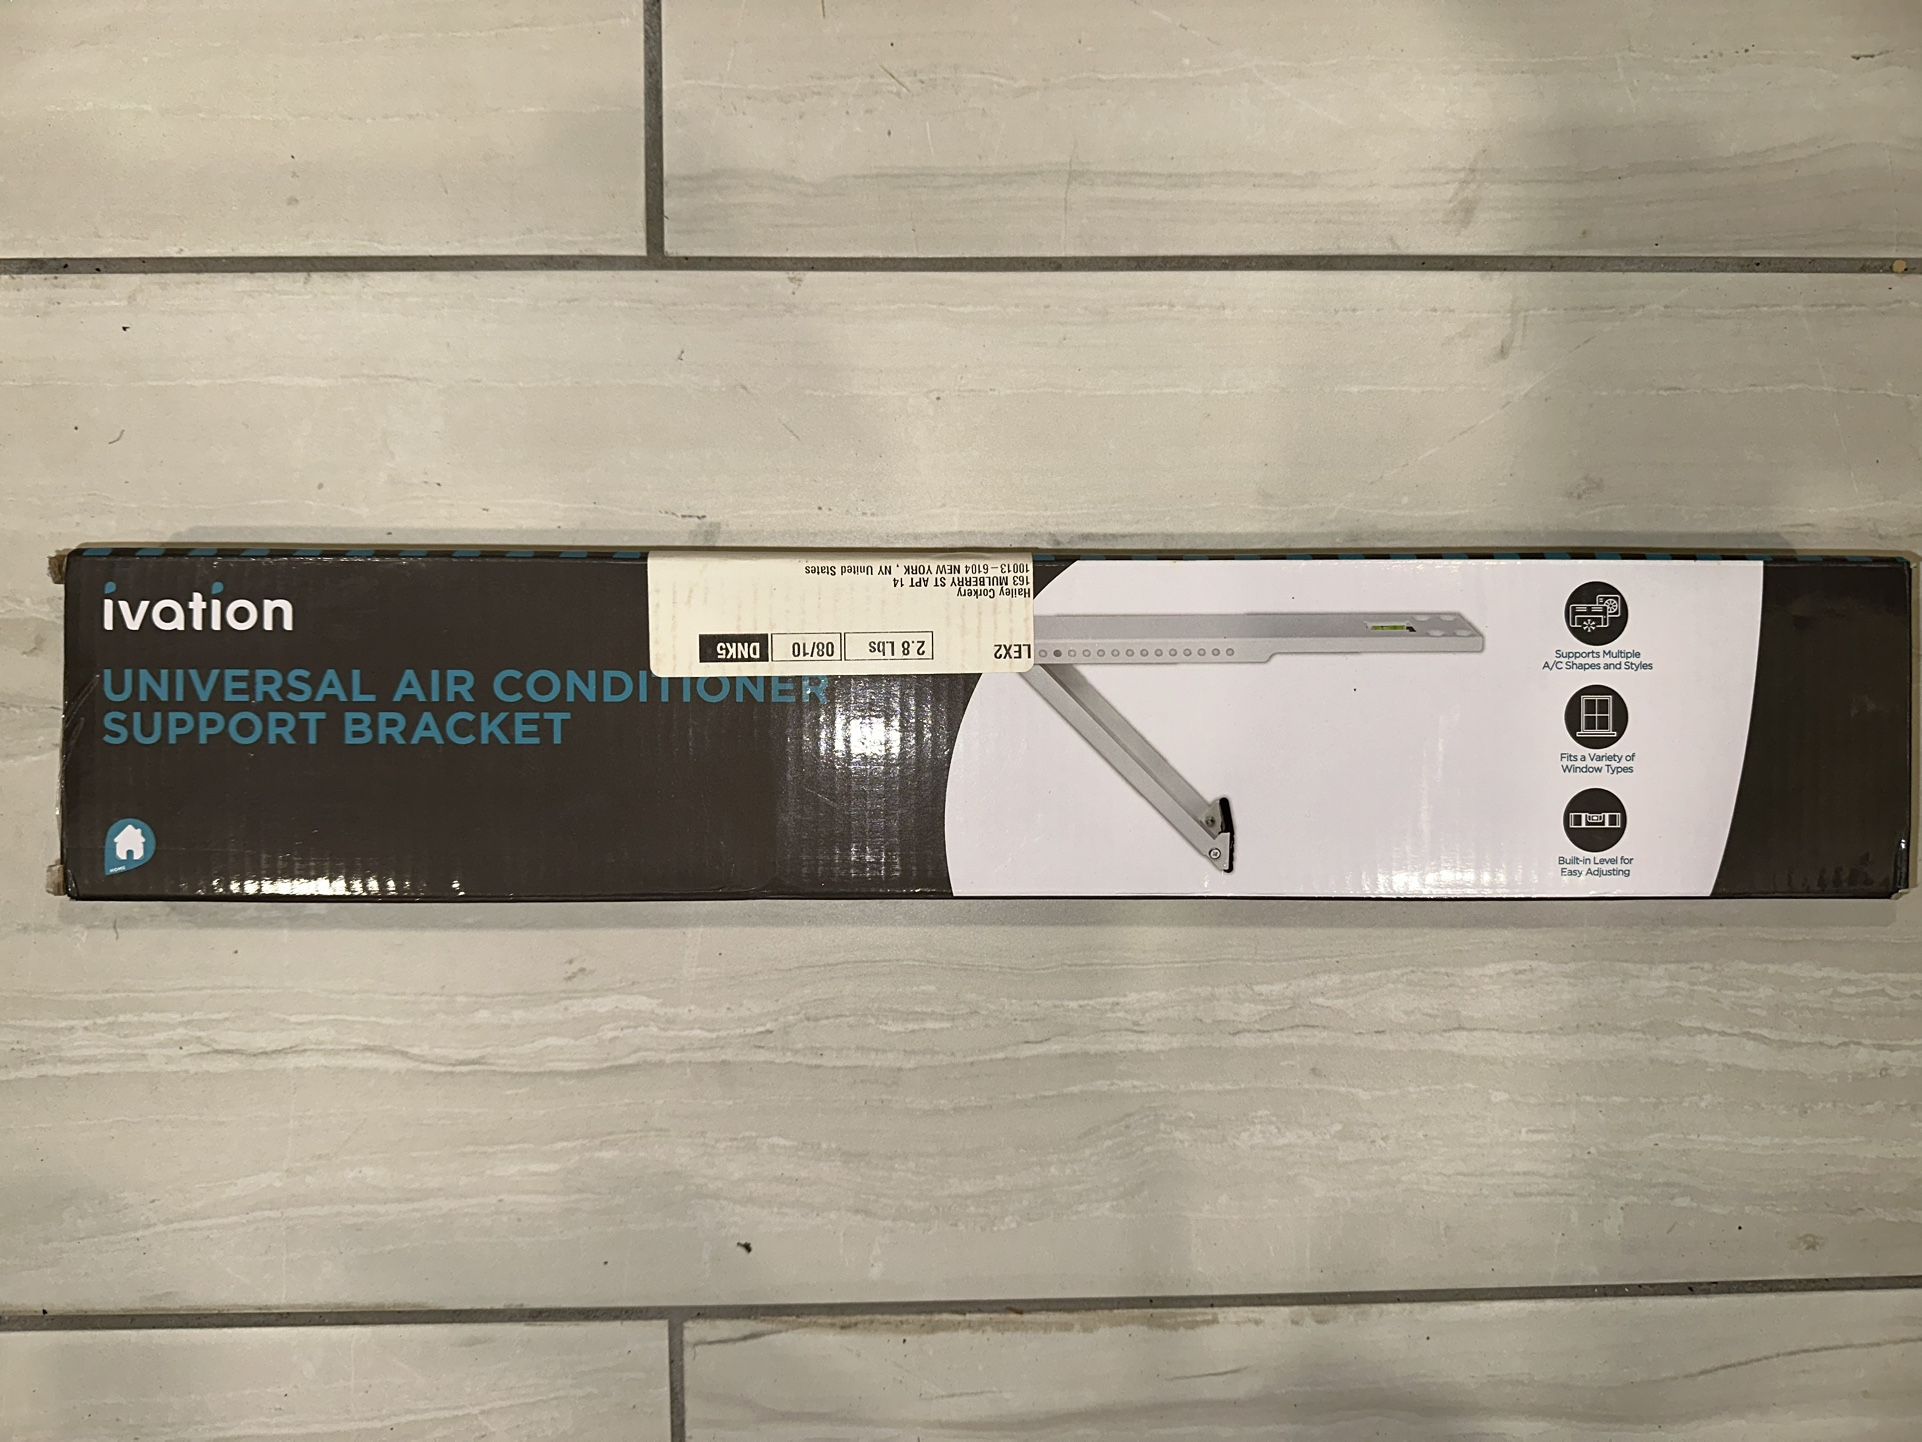 ivation
UNIVERSAL AIR CONDITIONER
SUPPORT BRACKET
HOME
LEX2
2.8 Lbs
08/10
DNK5
Hailey Corkery
163 MULBERRY ST APT 14
10013-6104 NEW YORK , NY United States
Supports Multiple
A/C Shapes and Styles
Fits a Variety of
Window Types
Built-in Level for
Easy Adjusting